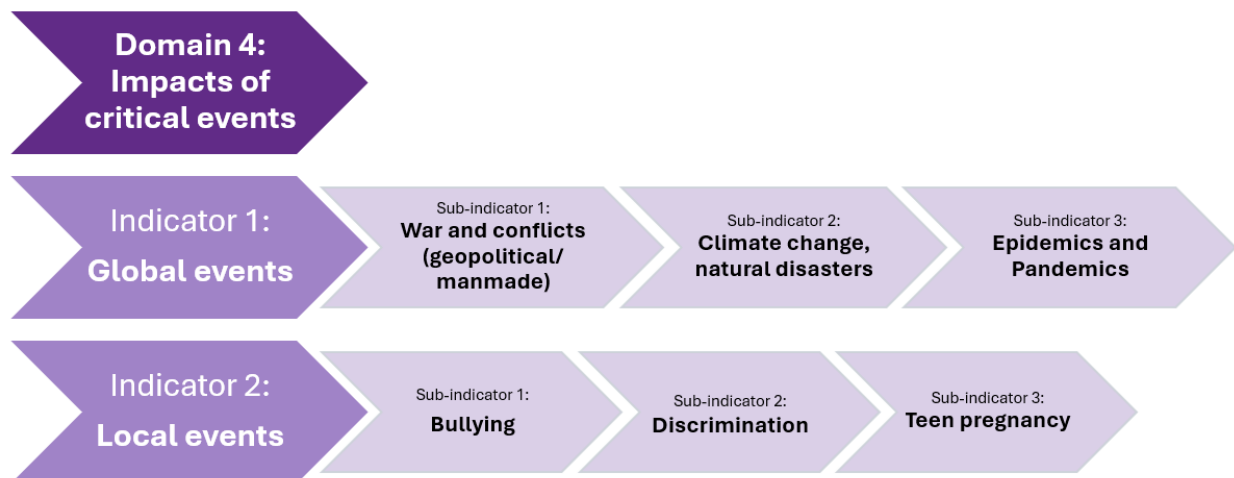 Domain 4:
Impacts of
critical events
Indicator 1:
Global events
Sub-indicator 1:
War and conflicts
(geopolitical/
manmade)
Sub-indicator 2:
Climate change,
natural disasters
Sub-indicator 3:
Epidemics and
Pandemics
Indicator 2:
Local events
Sub-indicator 1:
Bullying
Sub-indicator 2:
Discrimination
Sub-indicator 3:
Teen pregnancy